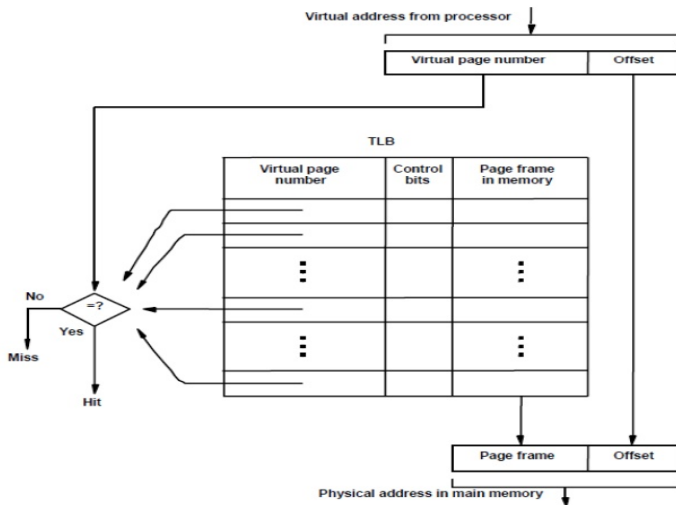 Virtual address from processor
Virtual page number Offset
TLB
Virtual page
number
Control
bits
Page frame
in memory
No
=?
Yes
Miss
Hit
Page frame Offset
Physical address in main memory